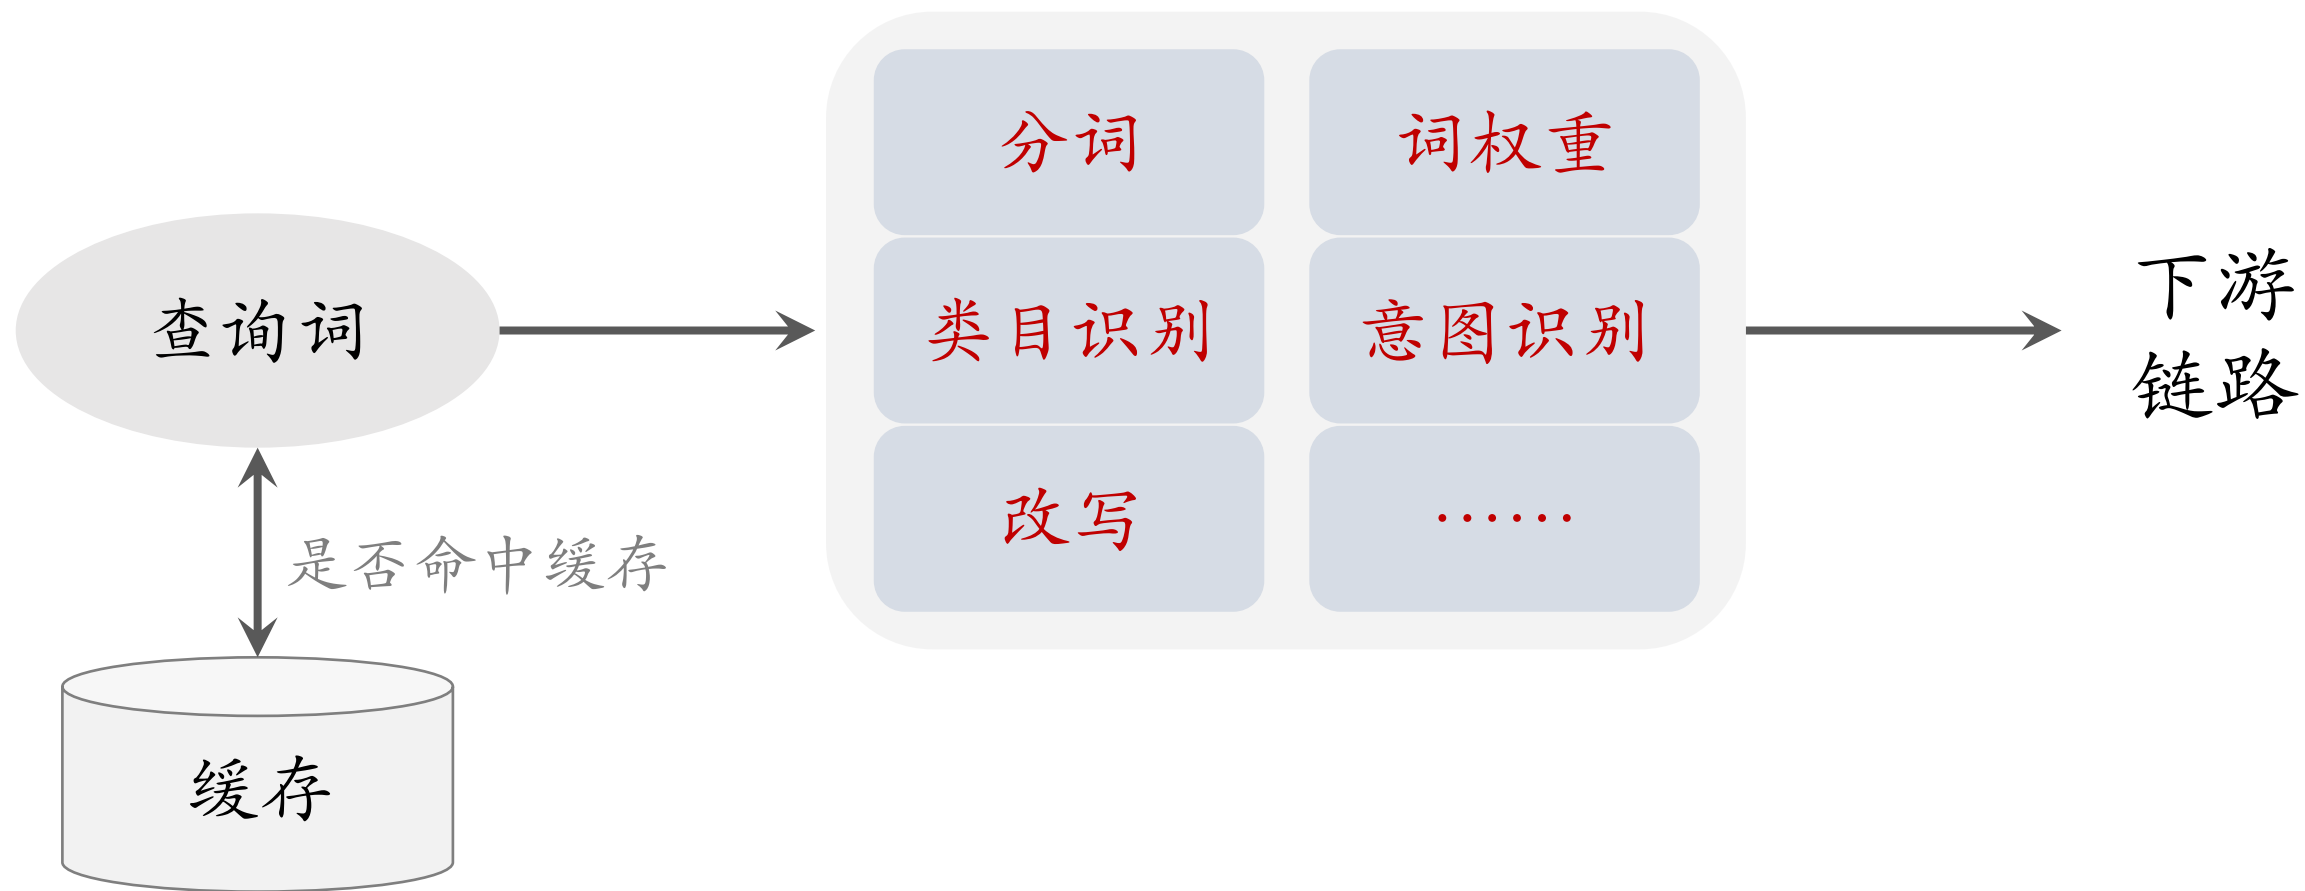 查询词
是否命中缓存
缓存
分词
词权重
类目识别
意图识别
改写
……
下游
链路